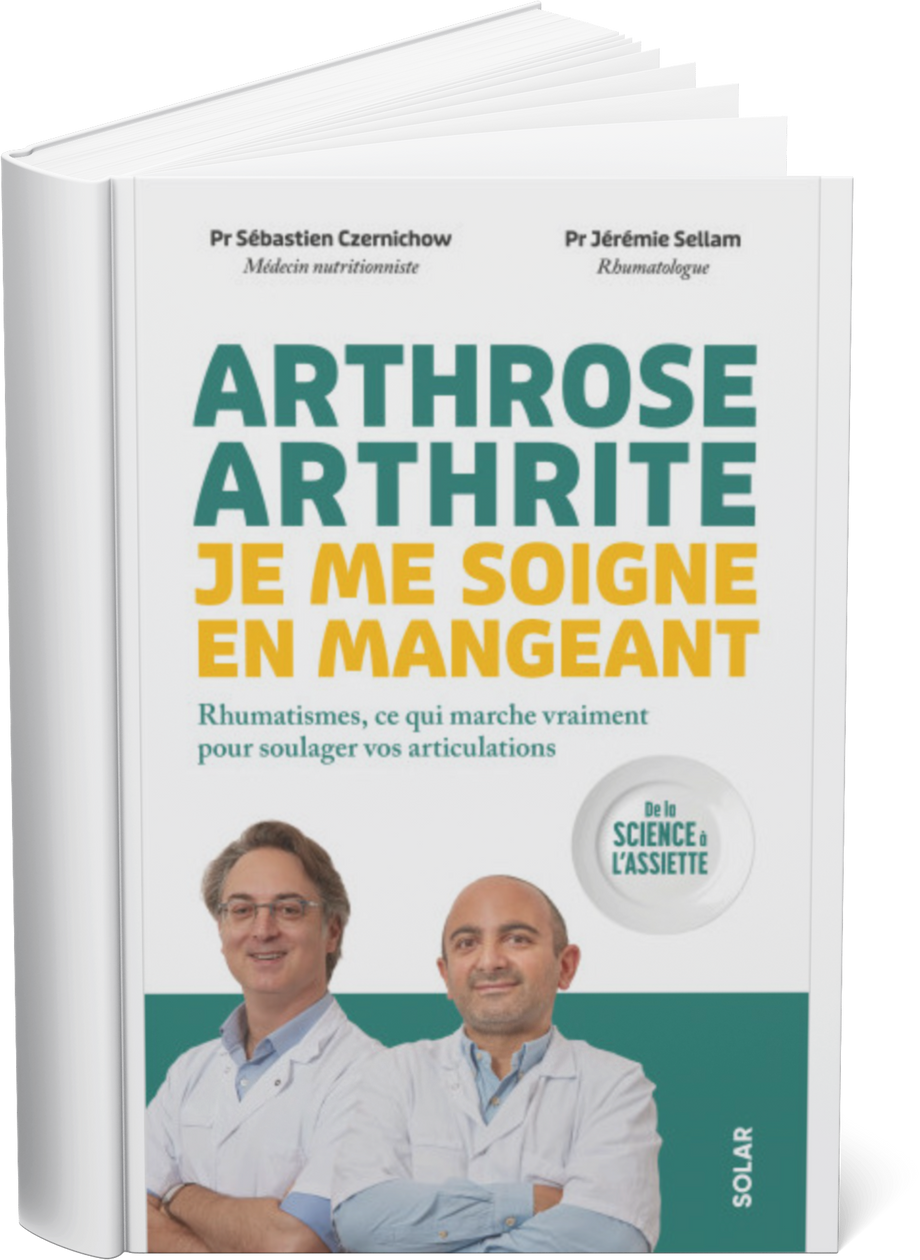 Pr Sébastien Czernichow
Médecin nutritionniste
Pr Jérémie Sellam
Rhumatologue
ARTHROSE
ARTHRITE
JE ME SOIGNE
EN MANGEANT
Rhumatismes, ce qui marche vraiment
pour soulager vos articulations
De la
SCIENCE à
L'ASSIETTE
SOLAR